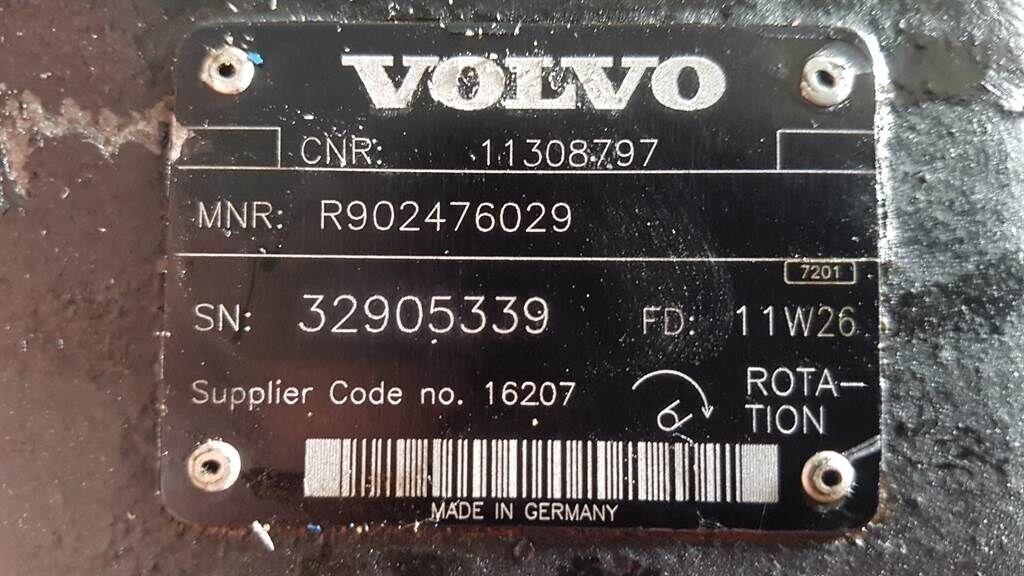 VOLVO
CNR: 11308797
MNR: R902476029
7201
SN: 32905339 FD: 11W26
Supplier Code no. 16207
ROTA-
TION
MADE IN GERMANY